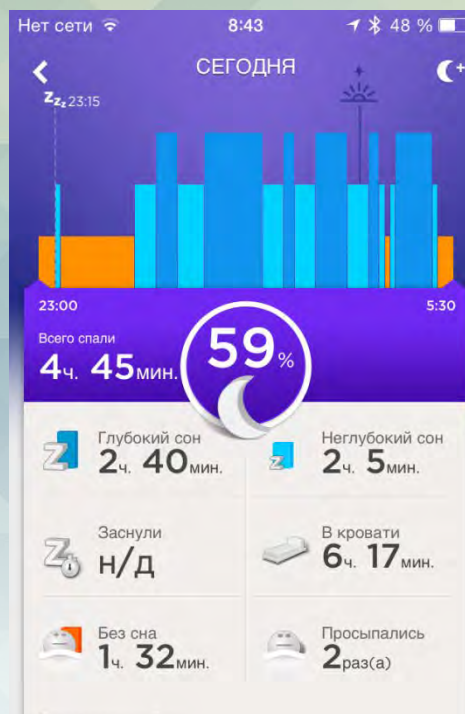 Нет сети 8:43 48 %
СЕГОДНЯ
Zzz 23:15
23:00 5:30
Всего спали
4ч. 45мин.
59%
Глубокий сон
2ч. 40мин.
Неглубокий сон
2ч. 5мин.
Заснули
н/д
В кровати
6ч. 17мин.
Без сна
1ч. 32мин.
Просыпались
2раз(а)